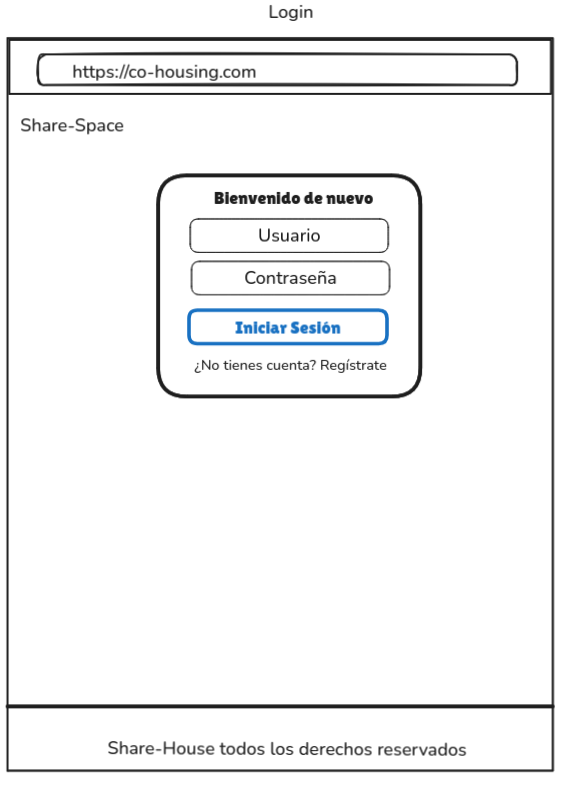 Login
https://co-housing.com
Share-Space
Bienvenido de nuevo
Usuario
Contraseña
Iniciar Sesión
¿No tienes cuenta? Regístrate
Share-House todos los derechos reservados